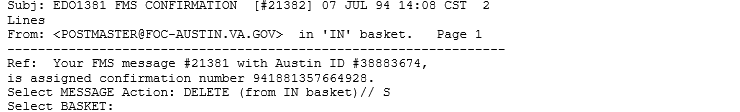 Subj: EDO1381 FMS CONFIRMATION  [#21382] 07 JUL 94 14:08 CST  2
Lines
From: <POSTMASTER@FOC-AUSTIN.VA.GOV>  in 'IN' basket.   Page 1
----------------------------------------------------------------
Ref:  Your FMS message #21381 with Austin ID #38883674,
is assigned confirmation number 941881357664928.
Select MESSAGE Action: DELETE (from IN basket)// S
Select BASKET: